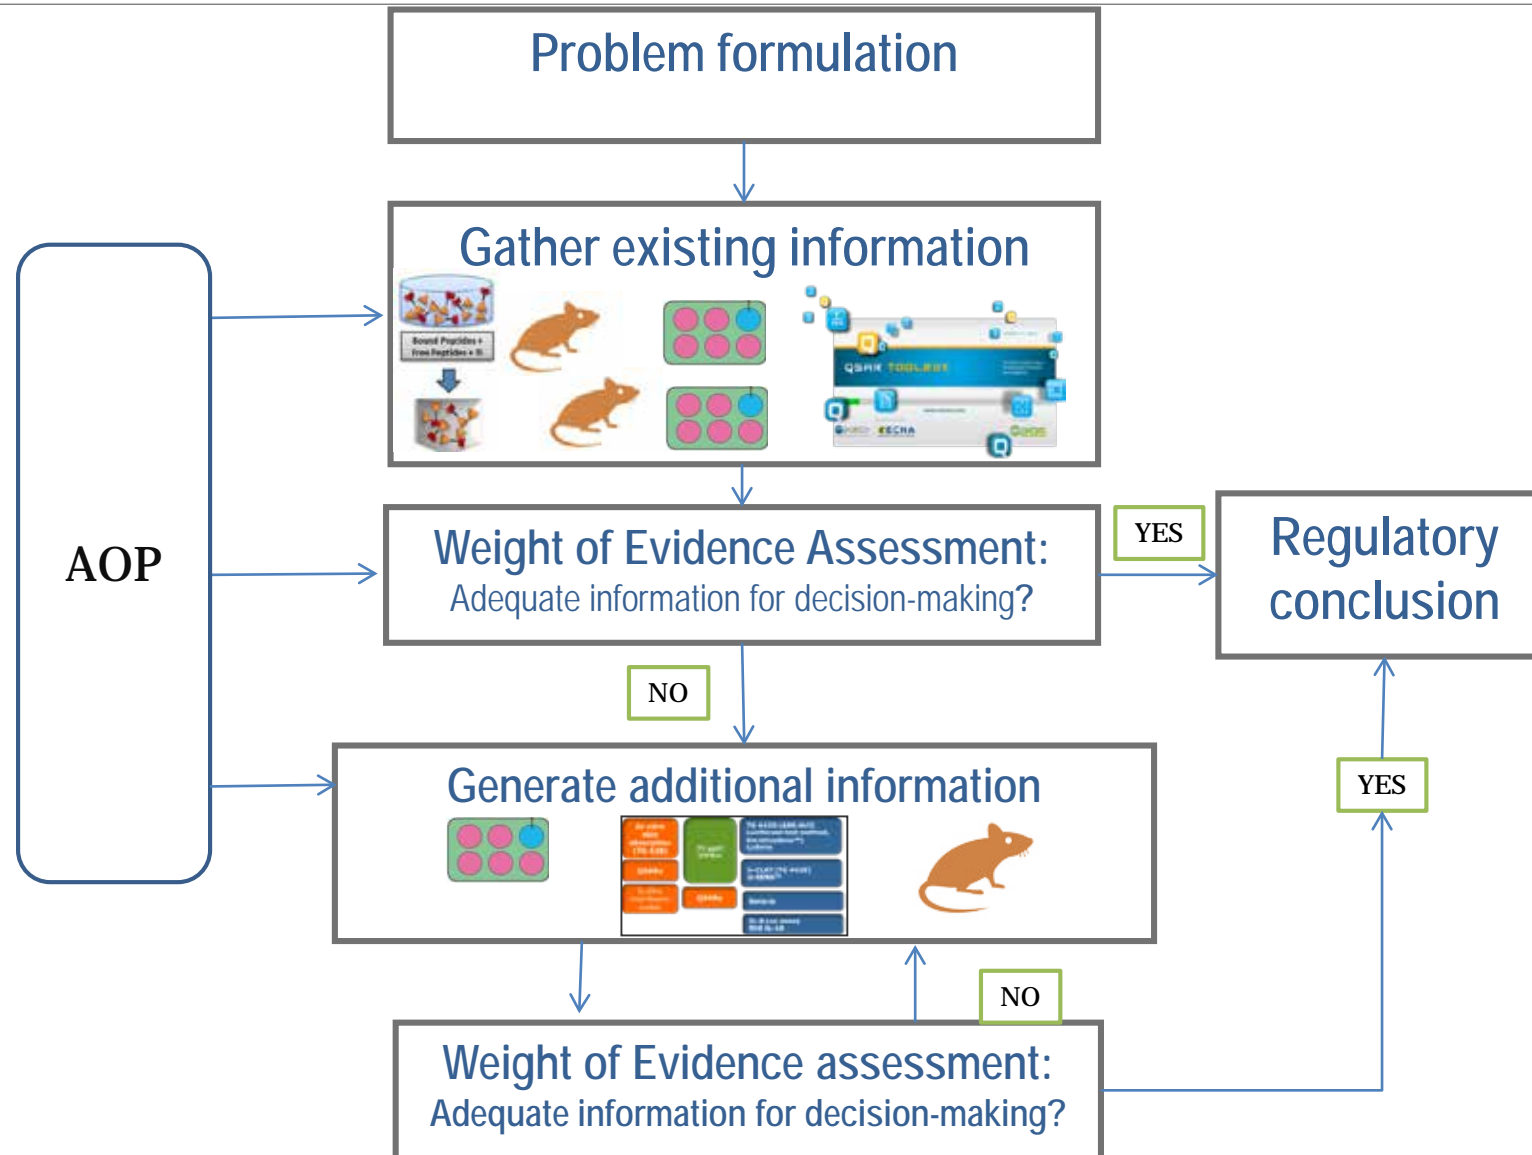 Problem formulation
Gather existing information
Bound Peptides +
Free Peptides +
QSAR TOOLBOX
ECHA
AOP
Weight of Evidence Assessment:
Adequate information for decision-making?
YES
Regulatory
conclusion
NO
Generate additional information
QSARs
QSARs
YES
NO
Weight of Evidence assessment:
Adequate information for decision-making?